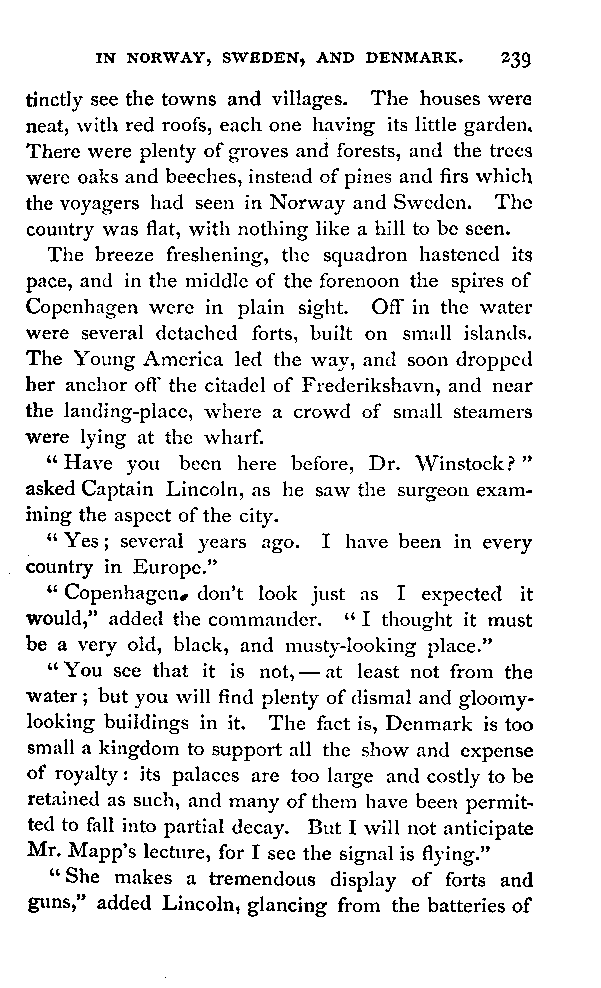 IN NORWAY, SWEDEN, AND DENMARK. 239
tinctly see the towns and villages. The houses were
neat, with red roofs, each one having its little garden.
There were plenty of groves and forests, and the trees
were oaks and beeches, instead of pines and firs which
the voyagers had seen in Norway and Sweden. The
country was flat, with nothing like a hill to be seen.
The breeze freshening, the squadron hastened its
pace, and in the middle of the forenoon the spires of
Copenhagen were in plain sight. Off in the water
were several detached forts, built on small islands.
The Young America led the way, and soon dropped
her anchor off the citadel of Frederikshavn, and near
the landing-place, where a crowd of small steamers
were lying at the wharf.
"Have you been here before, Dr. Winstock?"
asked Captain Lincoln, as he saw the surgeon exam-
ining the aspect of the city.
"Yes; several years ago. I have been in every
country in Europe."
"Copenhagen, don't look just as I expected it
would," added the commander. "I thought it must
be a very old, black, and musty-looking place."
"You see that it is not, — at least not from the
water; but you will find plenty of dismal and gloomy-
looking buildings in it. The fact is, Denmark is too
small a kingdom to support all the show and expense
of royalty: its palaces are too large and costly to be
retained as such, and many of them have been permit-
ted to fall into partial decay. But I will not anticipate
Mr. Mapp's lecture, for I see the signal is flying."
"She makes a tremendous display of forts and
guns," added Lincoln, glancing from the batteries of